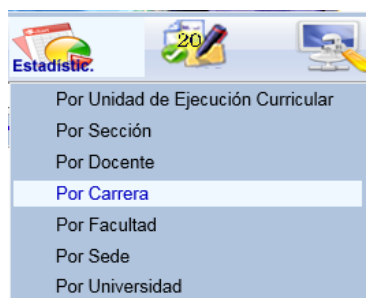 20
Estadístic.
Por Unidad de Ejecución Curricular
Por Sección
Por Docente
Por Carrera
Por Facultad
Por Sede
Por Universidad